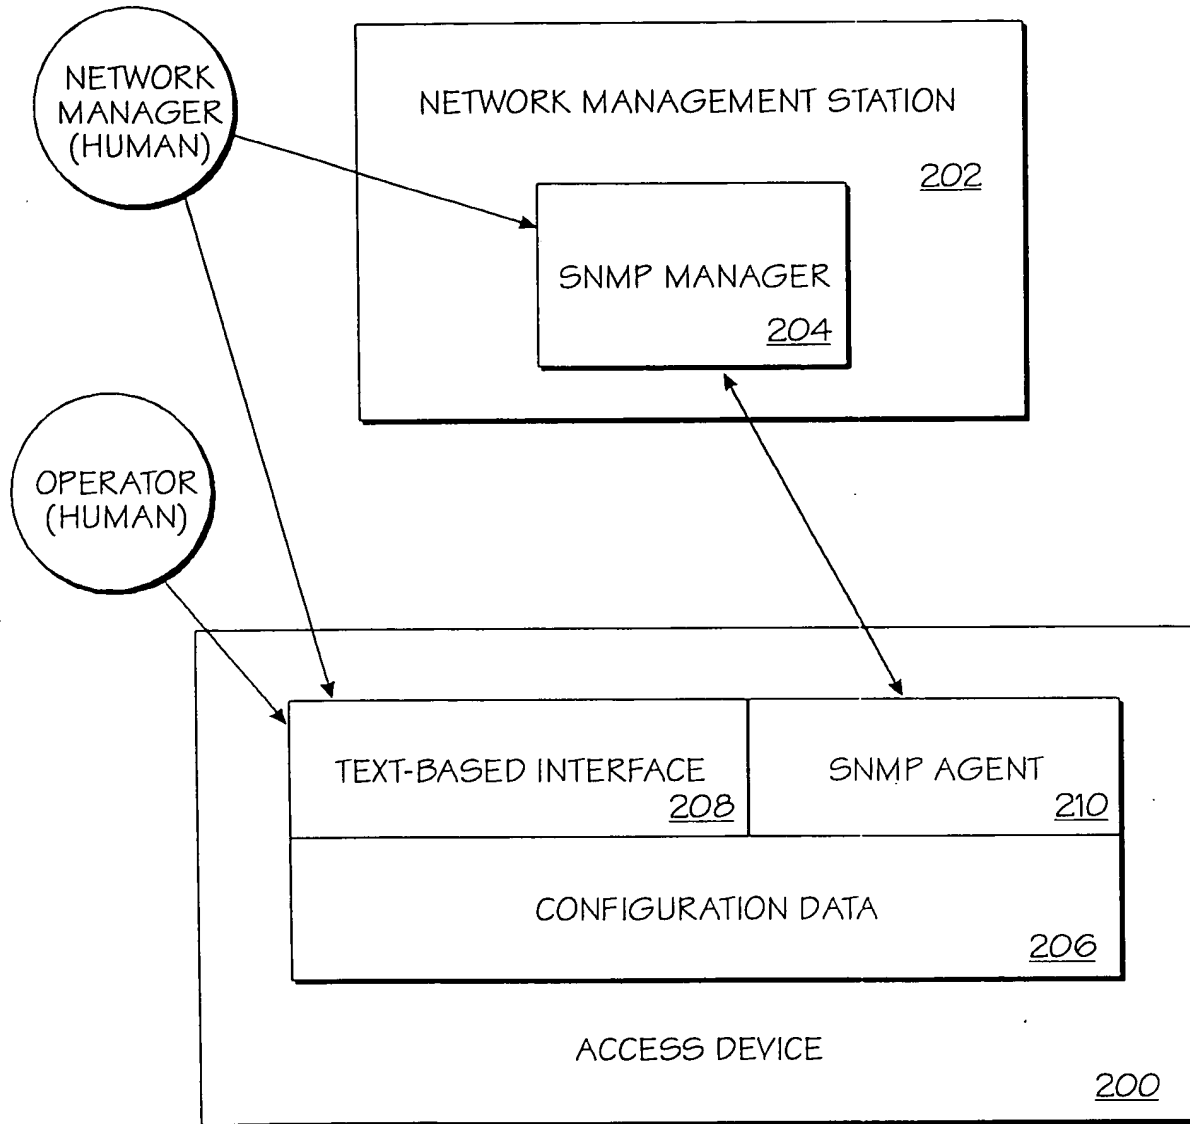 NETWORK
MANAGER
(HUMAN)
NETWORK MANAGEMENT STATION
202
SNMP MANAGER
204
OPERATOR
(HUMAN)
TEXT-BASED INTERFACE
208
SNMP AGENT
210
CONFIGURATION DATA
206
ACCESS DEVICE
200